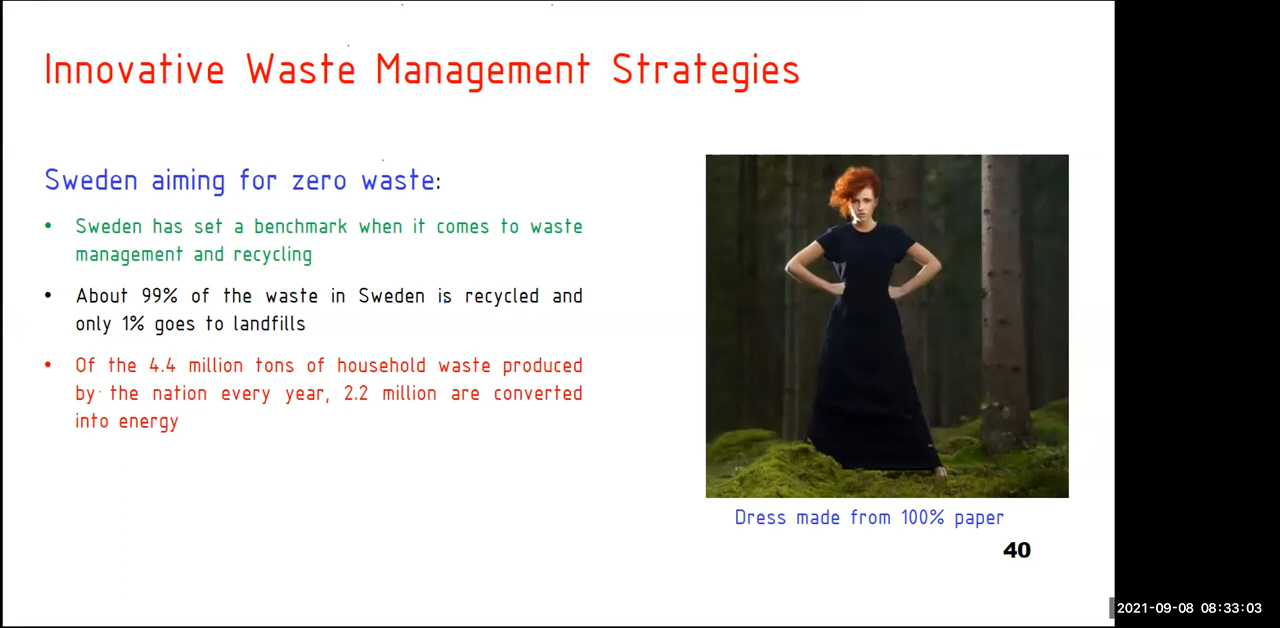 Innovative Waste Management Strategies
Sweden aiming for zero waste:
• Sweden has set a benchmark when it comes to waste
management and recycling
• About 99% of the waste in Sweden is recycled and
only 1% goes to landfills
• Of the 4.4 million tons of household waste produced
by the nation every year, 2.2 million are converted
into energy
Dress made from 100% paper
40
2021-09-08 08:33:03